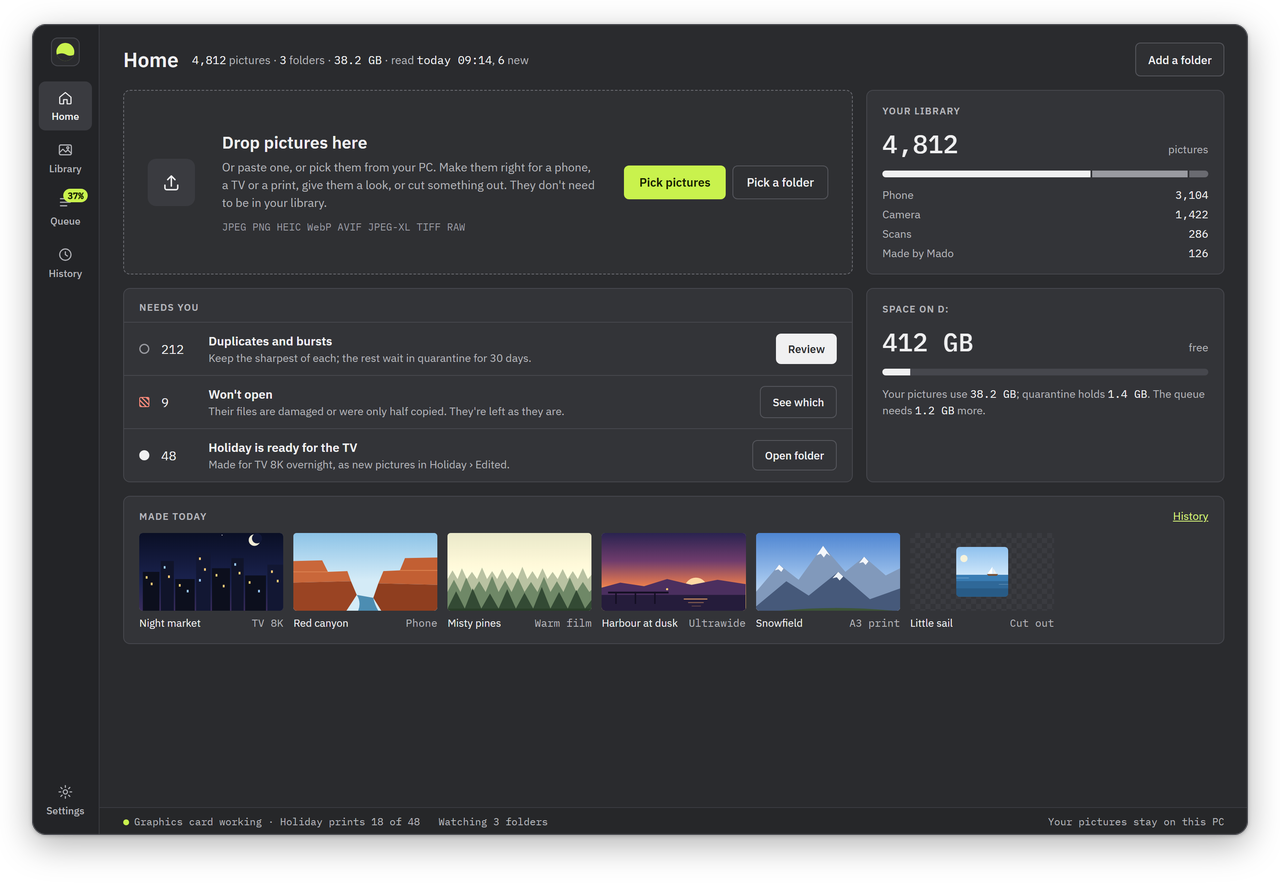 Home
4,812 pictures · 3 folders · 38.2 GB · read today 09:14, 6 new
Add a folder
Home
Library
37%
Queue
History
Settings
Drop pictures here
Or paste one, or pick them from your PC. Make them right for a phone,
a TV or a print, give them a look, or cut something out. They don't need
to be in your library.
JPEG PNG HEIC WebP AVIF JPEG-XL TIFF RAW
Pick pictures
Pick a folder
YOUR LIBRARY
4,812
pictures
Phone 3,104
Camera 1,422
Scans 286
Made by Mado 126
NEEDS YOU
212
Duplicates and bursts
Keep the sharpest of each; the rest wait in quarantine for 30 days.
Review
9
Won't open
Their files are damaged or were only half copied. They're left as they are.
See which
48
Holiday is ready for the TV
Made for TV 8K overnight, as new pictures in Holiday › Edited.
Open folder
SPACE ON D:
412 GB
free
Your pictures use 38.2 GB; quarantine holds 1.4 GB. The queue
needs 1.2 GB more.
MADE TODAY
History
Night market TV 8K
Red canyon Phone
Misty pines Warm film
Harbour at dusk Ultrawide
Snowfield A3 print
Little sail Cut out
Graphics card working · Holiday prints 18 of 48 Watching 3 folders
Your pictures stay on this PC